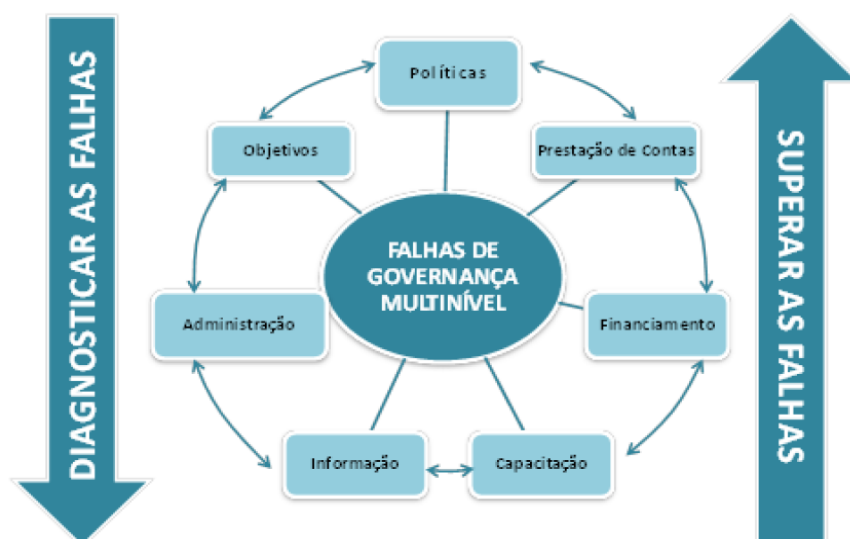 DIAGNOSTICAR AS FALHAS
Políticas
Objetivos
Prestação de Contas
FALHAS DE
GOVERNANÇA
MULTINÍVEL
Administração
Financiamento
Informação
Capacitação
SUPERAR AS FALHAS